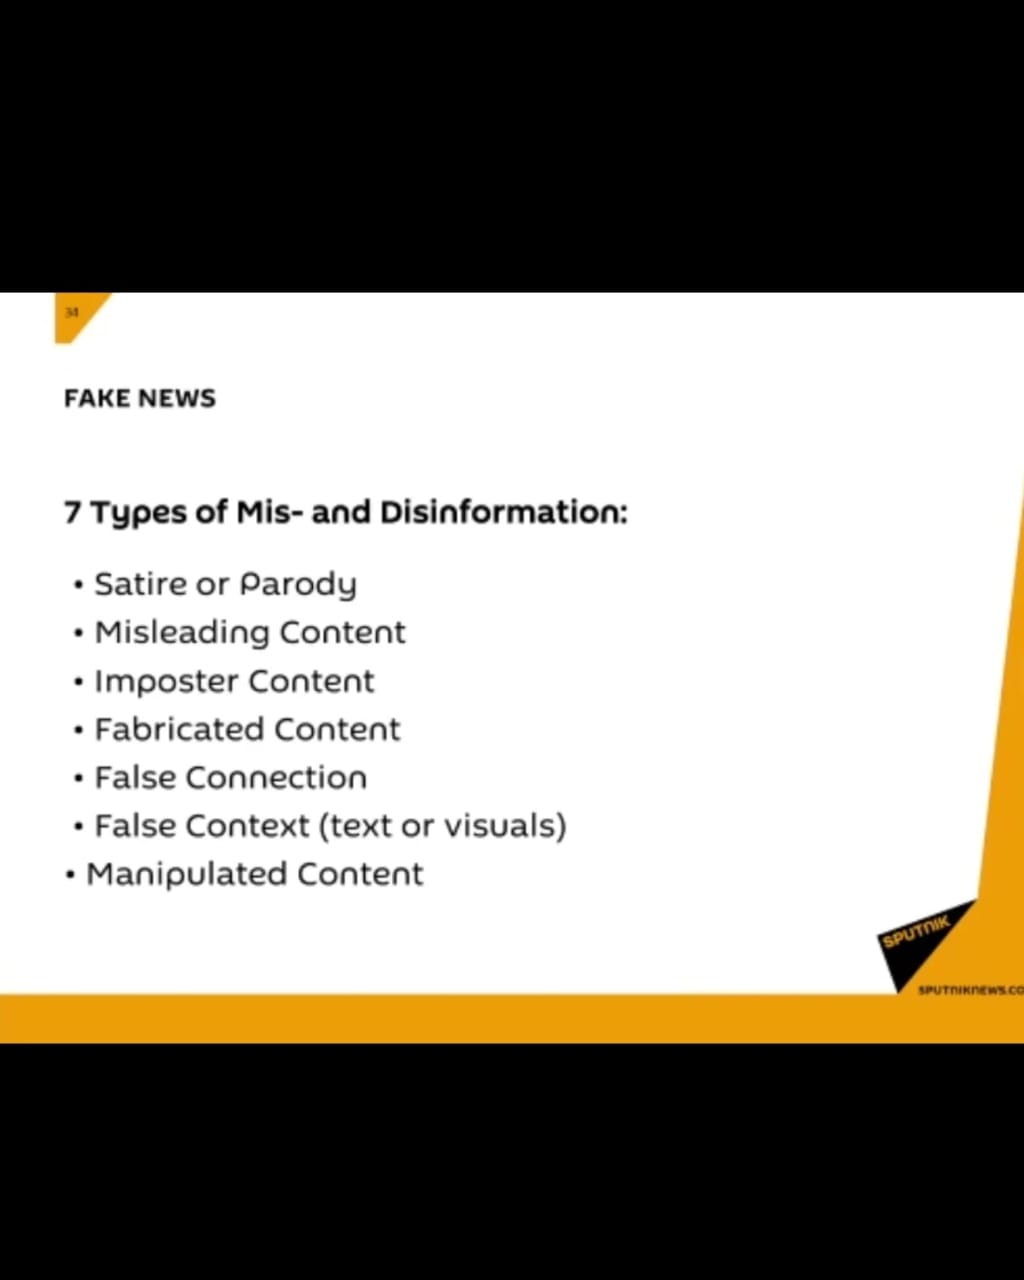 34
FAKE NEWS
7 Types of Mis- and Disinformation:
• Satire or Parody
• Misleading Content
• Imposter Content
• Fabricated Content
• False Connection
• False Context (text or visuals)
• Manipulated Content
SPUTNIK
SPUTNIKNEWS.CO